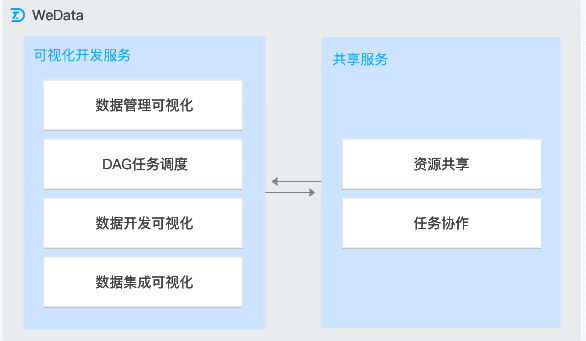 WeData
可视化开发服务
数据管理可视化
DAG任务调度
数据开发可视化
数据集成可视化
共享服务
资源共享
任务协作